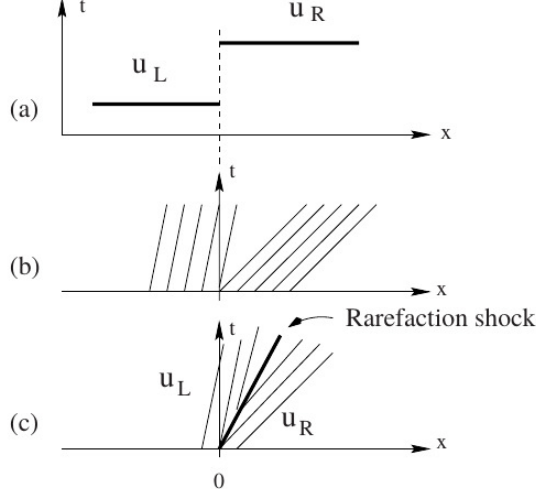 t
u R
u L
(a)
x
t
(b)
x
t
Rarefaction shock
u L
u R
(c)
x
0